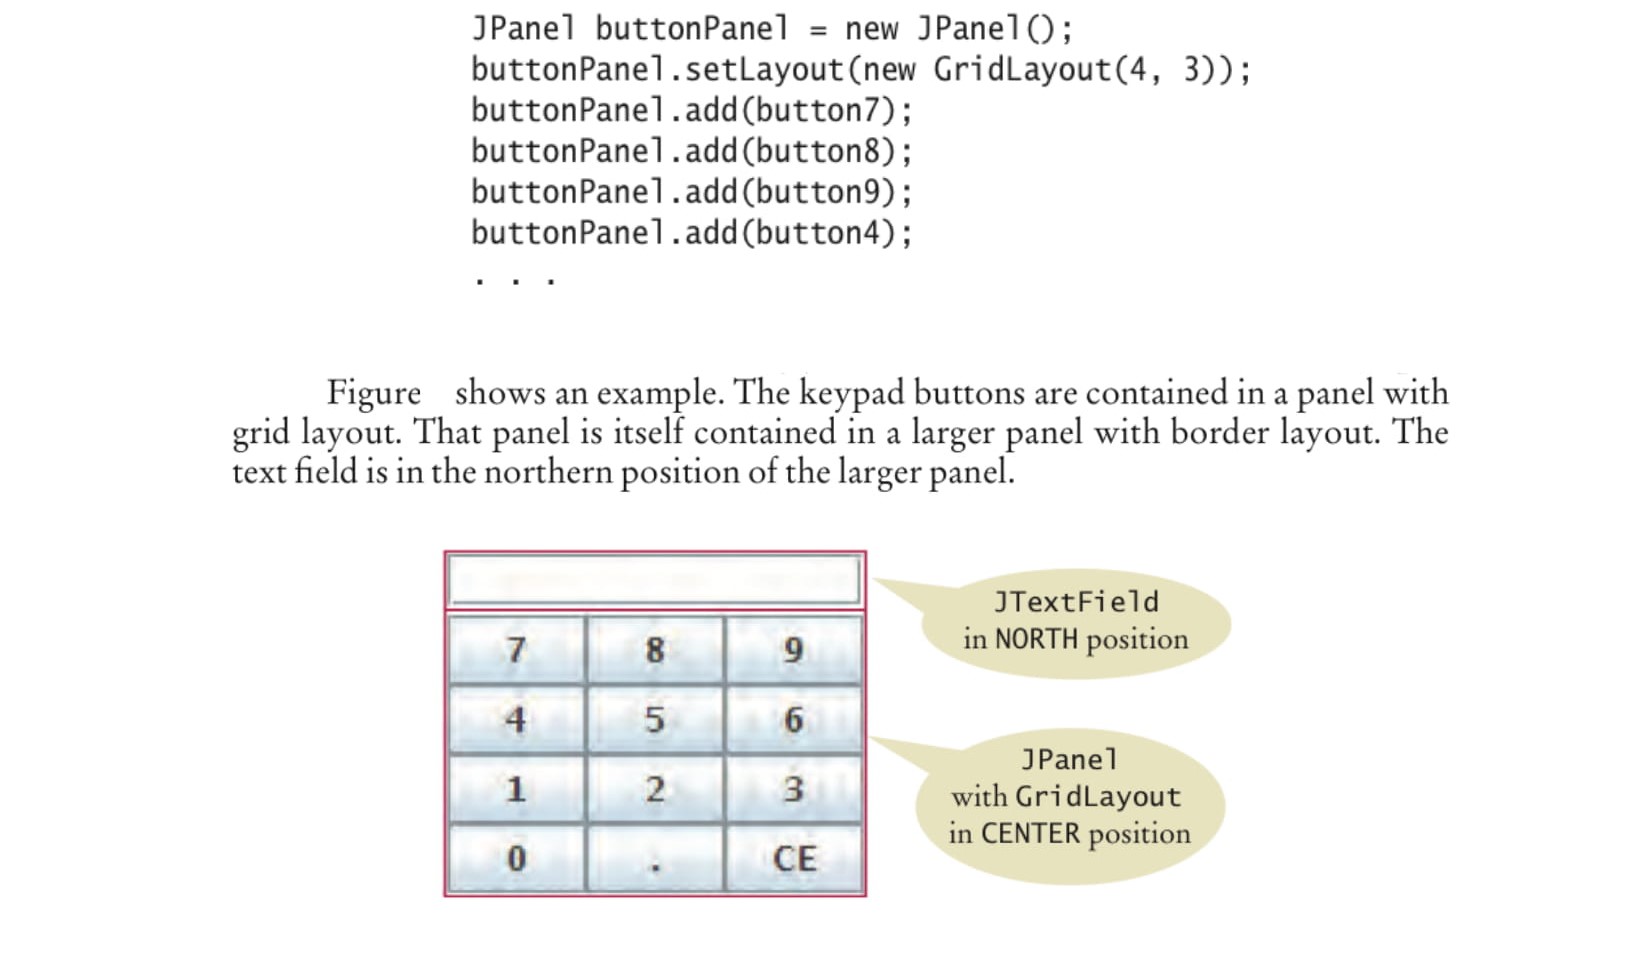 JPanel buttonPanel = new JPanel();
buttonPanel.setLayout(new GridLayout(4, 3));
buttonPanel.add(button7);
buttonPanel.add(button8);
buttonPanel.add(button9);
buttonPanel.add(button4);
. . .
Figure shows an example. The keypad buttons are contained in a panel with
grid layout. That panel is itself contained in a larger panel with border layout. The
text field is in the northern position of the larger panel.
JTextField
in NORTH position
7 8 9
4 5 6
1 2 3
0 . CE
JPanel
with GridLayout
in CENTER position